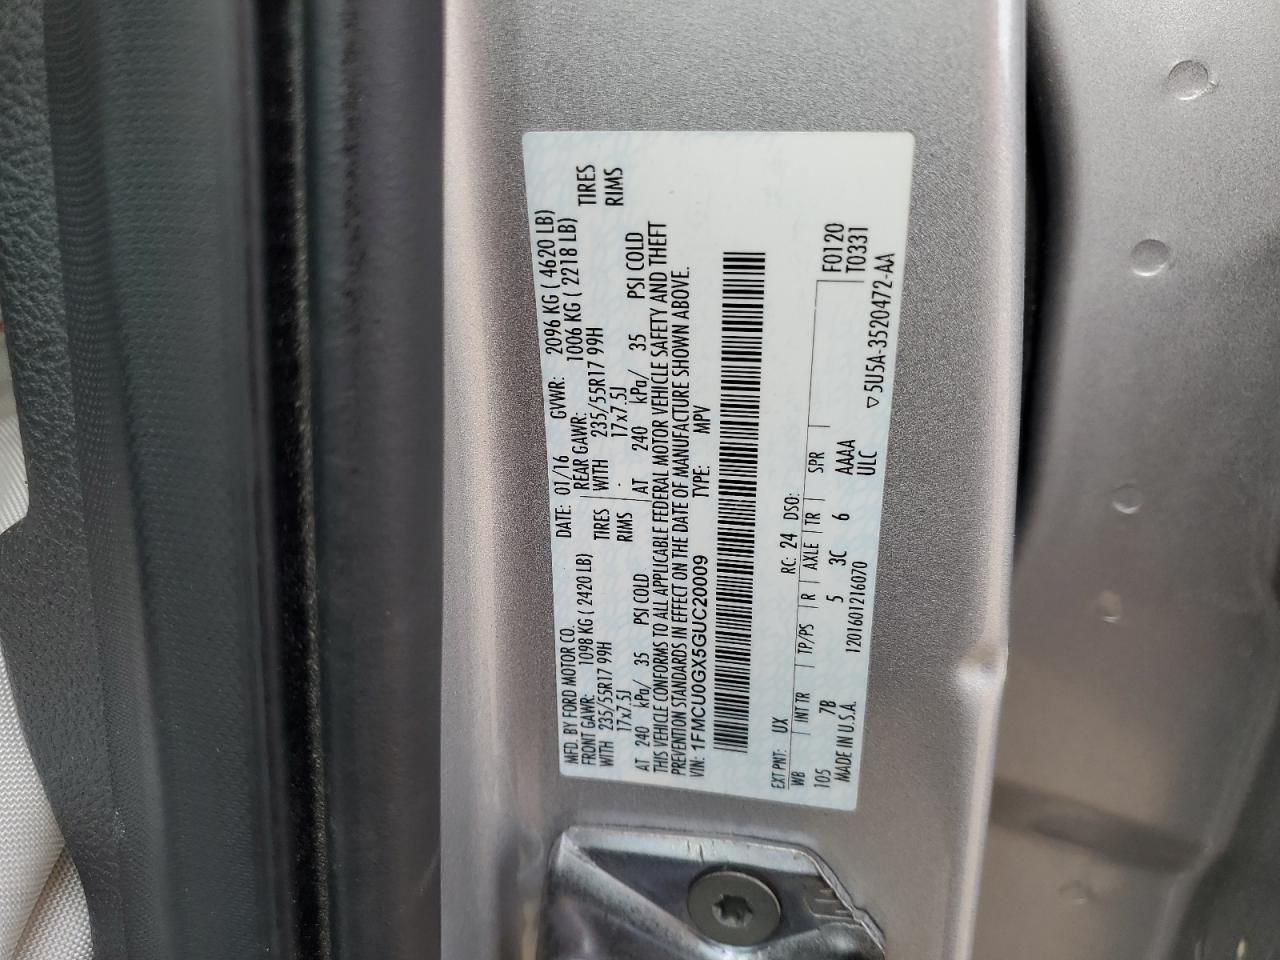 MFD. BY FORD MOTOR CO.
DATE: 01/16 GVWR: 2096 KG ( 4620 LB)
FRONT GAWR: 1098 KG ( 2420 LB) REAR GAWR: 1006 KG ( 2218 LB)
WITH 235/55R17 99H TIRES WITH 235/55R17 99H TIRES
17x7.5J RIMS 17x7.5J RIMS
AT 240 kPa/ 35 PSI COLD AT 240 kPa/ 35 PSI COLD
THIS VEHICLE CONFORMS TO ALL APPLICABLE FEDERAL MOTOR VEHICLE SAFETY AND THEFT
PREVENTION STANDARDS IN EFFECT ON THE DATE OF MANUFACTURE SHOWN ABOVE.
VIN: 1FMCU0GX5GUC20009 TYPE: MPV
EXT PNT: UX RC: 24 DSO:
WB INT TR TP/PS R AXLE TR SPR F0120
105 7B 5 3C 6 AAAA T0331
MADE IN U.S.A. 1201601216070 ULC ▽5U5A-3520472-AA